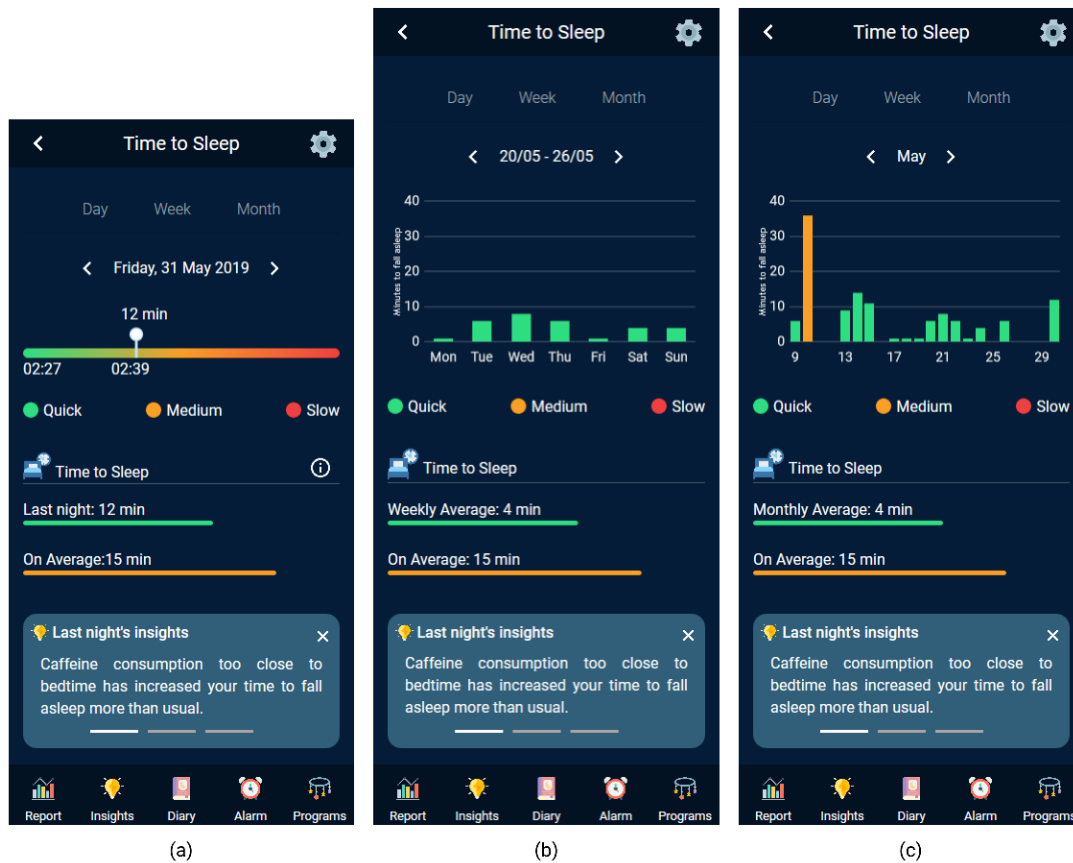 Time to Sleep
Day Week Month
Friday, 31 May 2019
12 min
02:27 02:39
Quick Medium Slow
Time to Sleep
Last night: 12 min
On Average:15 min
Last night's insights
Caffeine consumption too close to
bedtime has increased your time to fall
asleep more than usual.
Report Insights Diary Alarm Programs
(a)
Time to Sleep
Day Week Month
20/05 - 26/05
Minutes to fall asleep
40
30
20
10
0
Mon Tue Wed Thu Fri Sat Sun
Quick Medium Slow
Time to Sleep
Weekly Average: 4 min
On Average: 15 min
Last night's insights
Caffeine consumption too close to
bedtime has increased your time to fall
asleep more than usual.
Report Insights Diary Alarm Programs
(b)
Time to Sleep
Day Week Month
May
Minutes to fall asleep
40
30
20
10
0
9 13 17 21 25 29
Quick Medium Slow
Time to Sleep
Monthly Average: 4 min
On Average: 15 min
Last night's insights
Caffeine consumption too close to
bedtime has increased your time to fall
asleep more than usual.
Report Insights Diary Alarm Programs
(c)